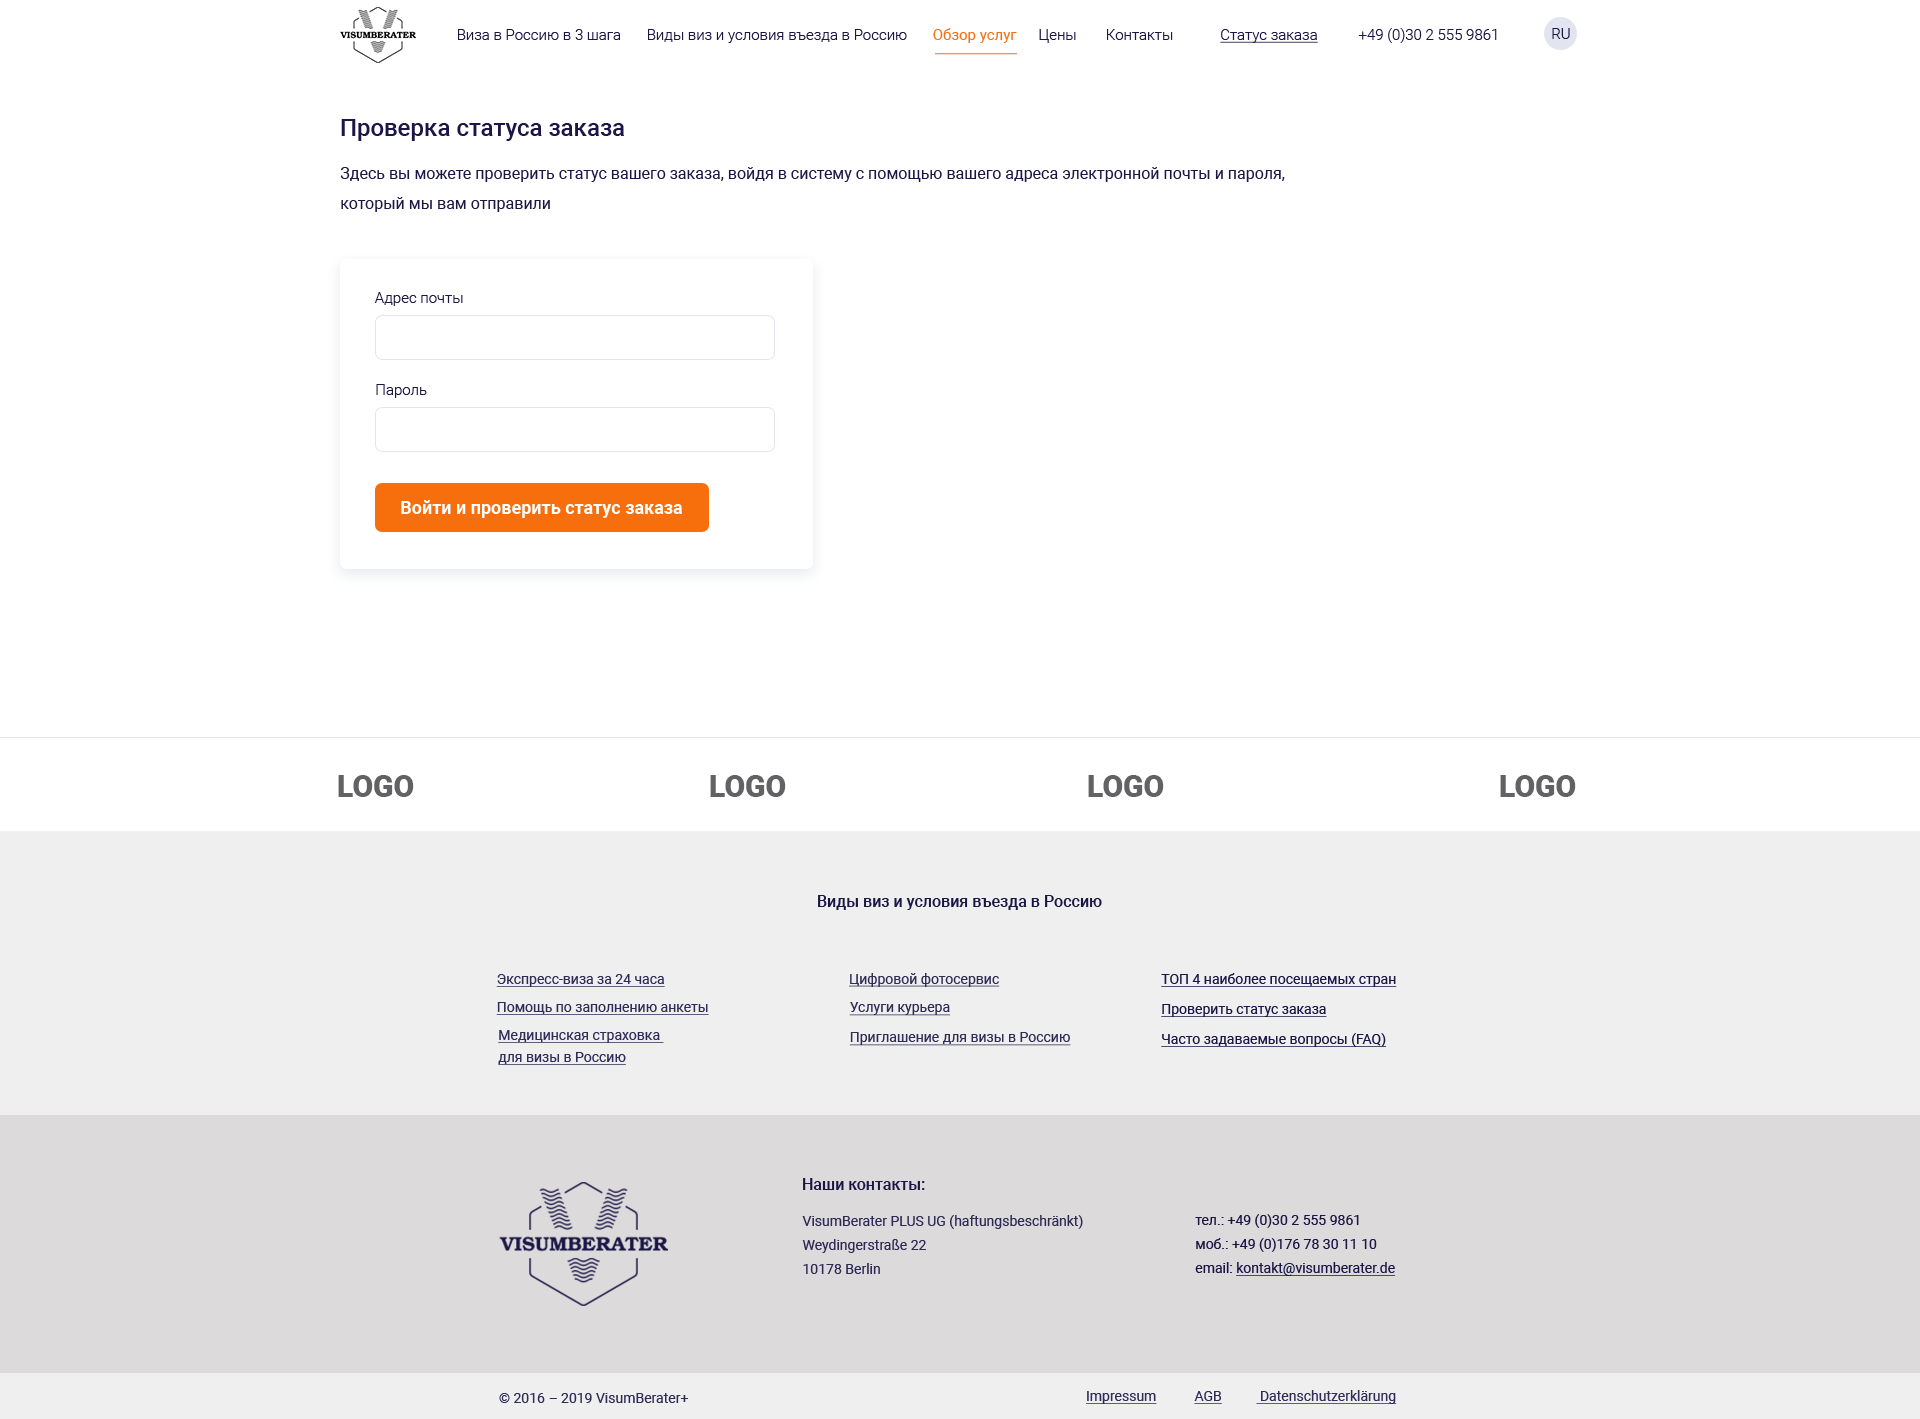 VISUMBERATER
Виза в Россию в 3 шага
Виды виз и условия въезда в Россию
Обзор услуг
Цены
Контакты
Статус заказа
+49 (0)30 2 555 9861
RU
Проверка статуса заказа
Здесь вы можете проверить статус вашего заказа, войдя в систему с помощью вашего адреса электронной почты и пароля,
который мы вам отправили
Адрес почты
Пароль
Войти и проверить статус заказа
LOGO
LOGO
LOGO
LOGO
Виды виз и условия въезда в Россию
Экспресс-виза за 24 часа
Помощь по заполнению анкеты
Медицинская страховка
для визы в Россию
Цифровой фотосервис
Услуги курьера
Приглашение для визы в Россию
ТОП 4 наиболее посещаемых стран
Проверить статус заказа
Часто задаваемые вопросы (FAQ)
VISUMBERATER
Наши контакты:
VisumBerater PLUS UG (haftungsbeschränkt)
Weydingerstraße 22
10178 Berlin
тел.: +49 (0)30 2 555 9861
моб.: +49 (0)176 78 30 11 10
email: kontakt@visumberater.de
© 2016 – 2019 VisumBerater+
Impressum
AGB
Datenschutzerklärung